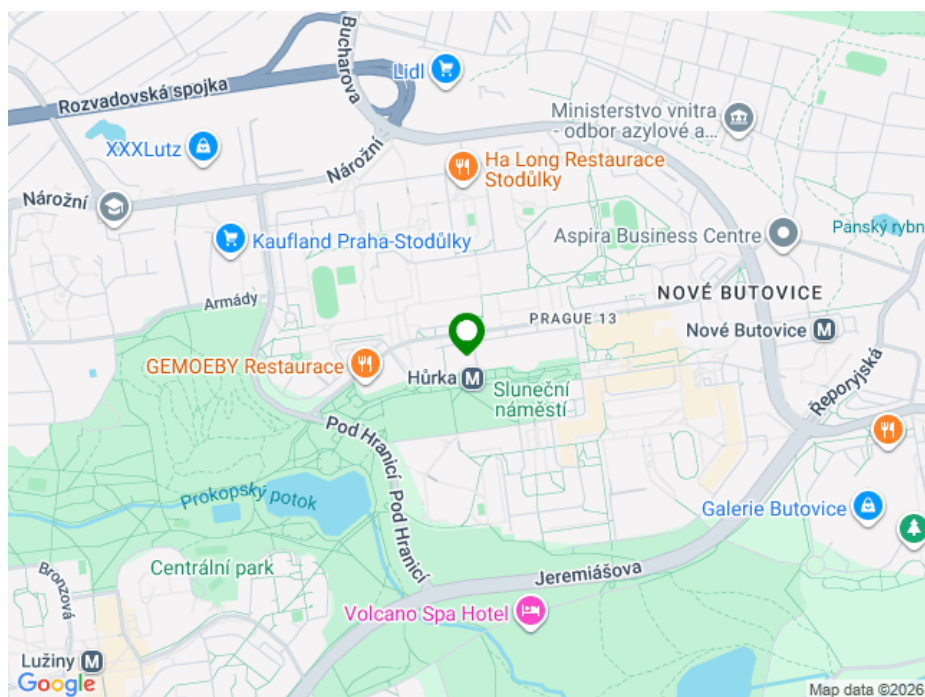 Bucharova
Lidl
Rozvadovská spojka
Ministerstvo vnitra
- odbor azylové a...
XXXLutz
Nárožní
Ha Long Restaurace
Stodůlky
Nárožní
Kaufland Praha-Stodůlky
Aspira Business Centre
Panský rybn
Armády
NOVÉ BUTOVICE
PRAGUE 13
Nové Butovice M
GEMOEBY Restaurace
Hůrka M
Sluneční
náměstí
Řeporyjská
Pod Hranicí
Pod Hranicí
Prokopský potok
Galerie Butovice
Centrální park
Bronzová
Jeremiášova
Volcano Spa Hotel
Lužiny M
Google
Map data ©2026